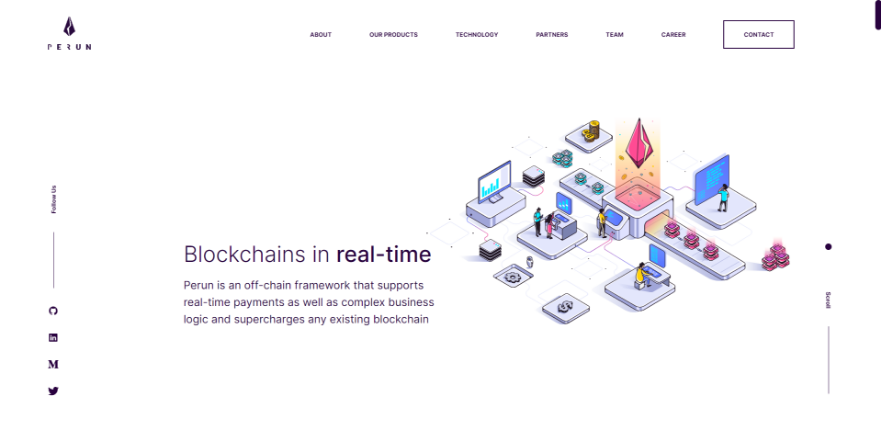 PERUN
ABOUT
OUR PRODUCTS
TECHNOLOGY
PARTNERS
TEAM
CAREER
CONTACT
Follow Us
Blockchains in real-time
Perun is an off-chain framework that supports
real-time payments as well as complex business
logic and supercharges any existing blockchain
Scroll